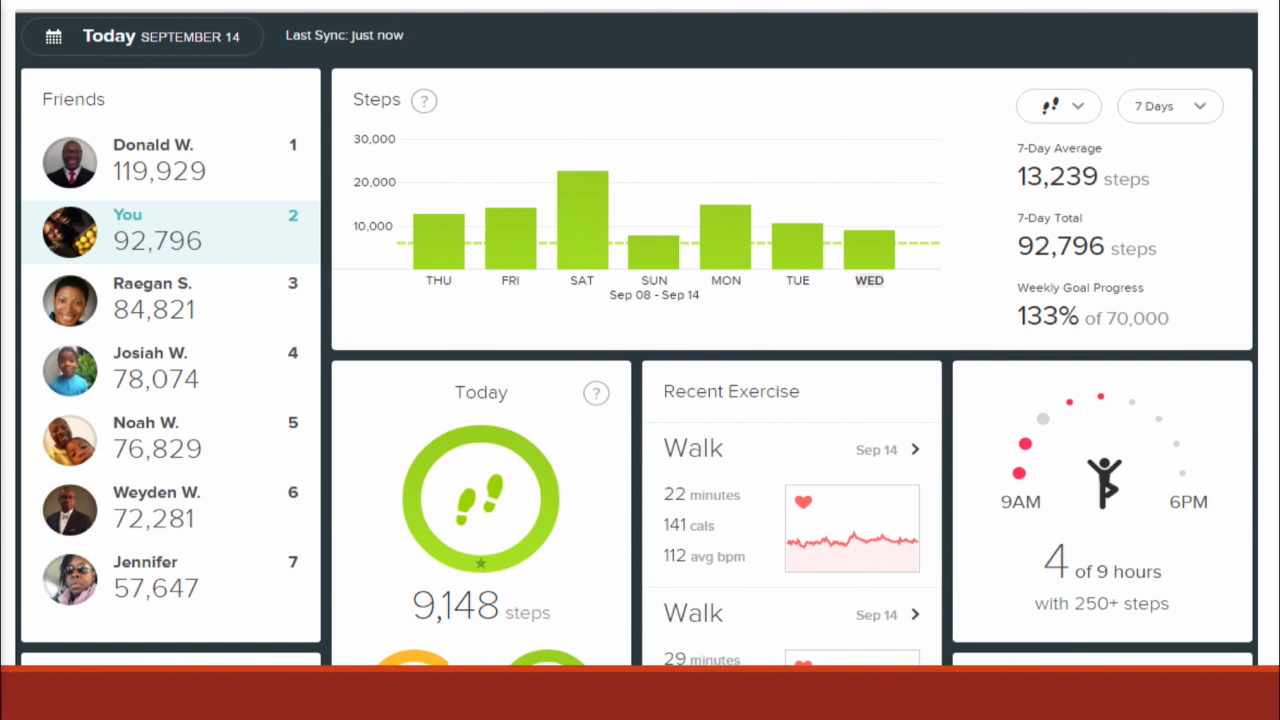 Today SEPTEMBER 14
Last Sync: just now
Friends
Donald W.
1
119,929
You
2
92,796
Raegan S.
3
84,821
Josiah W.
4
78,074
Noah W.
5
76,829
Weyden W.
6
72,281
Jennifer
7
57,647
Steps ?
30,000
20,000
10,000
THU FRI SAT SUN MON TUE WED
Sep 08 - Sep 14
7 Days
7-Day Average
13,239 steps
7-Day Total
92,796 steps
Weekly Goal Progress
133% of 70,000
Today ?
9,148 steps
Recent Exercise
Walk Sep 14
22 minutes
141 cals
112 avg bpm
Walk Sep 14
29 minutes
9AM 6PM
4 of 9 hours
with 250+ steps